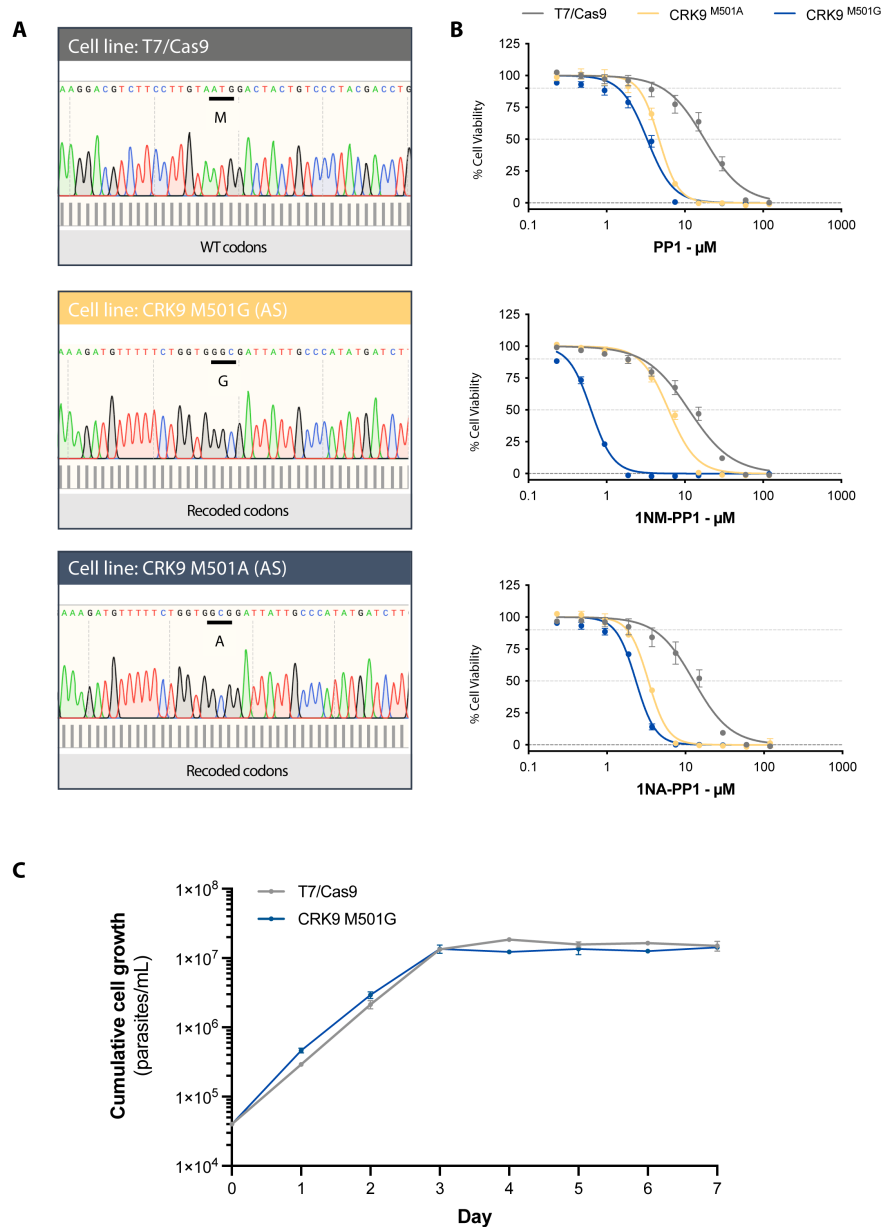 A
Cell line: T7/Cas9
AAGGACGTCTTCCTTGTAATGGACTACTGTCCCTACGACCTG
M
WT codons
Cell line: CRK9 M501G (AS)
AAAGATGTTTTTCTGGTGGGCGATTATTGCCCATATGATCT
G
Recoded codons
Cell line: CRK9 M501A (AS)
AAAGATGTTTTTCTGGTGGCGGATTATTGCCCATATGATCTT
A
Recoded codons
B
T7/Cas9 CRK9 M501A CRK9 M501G
% Cell Viability
125
100
75
50
25
0
0.1 1 10 100 1000
PP1 - µM
% Cell Viability
125
100
75
50
25
0
0.1 1 10 100 1000
1NM-PP1 - µM
% Cell Viability
125
100
75
50
25
0
0.1 1 10 100 1000
1NA-PP1 - µM
C
T7/Cas9
CRK9 M501G
Cumulative cell growth
(parasites/mL)
1×10⁸
1×10⁷
1×10⁶
1×10⁵
1×10⁴
0 1 2 3 4 5 6 7
Day